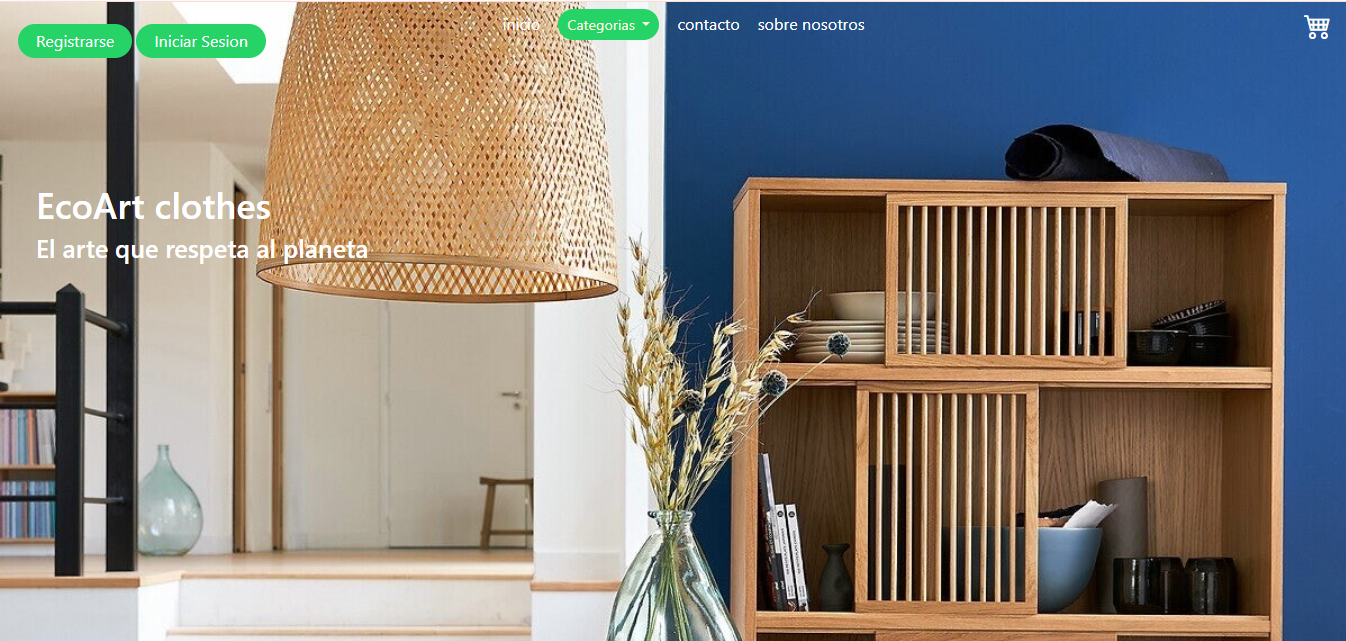 Registrarse Iniciar Sesion
inicio Categorias contacto sobre nosotros
EcoArt clothes
El arte que respeta al planeta